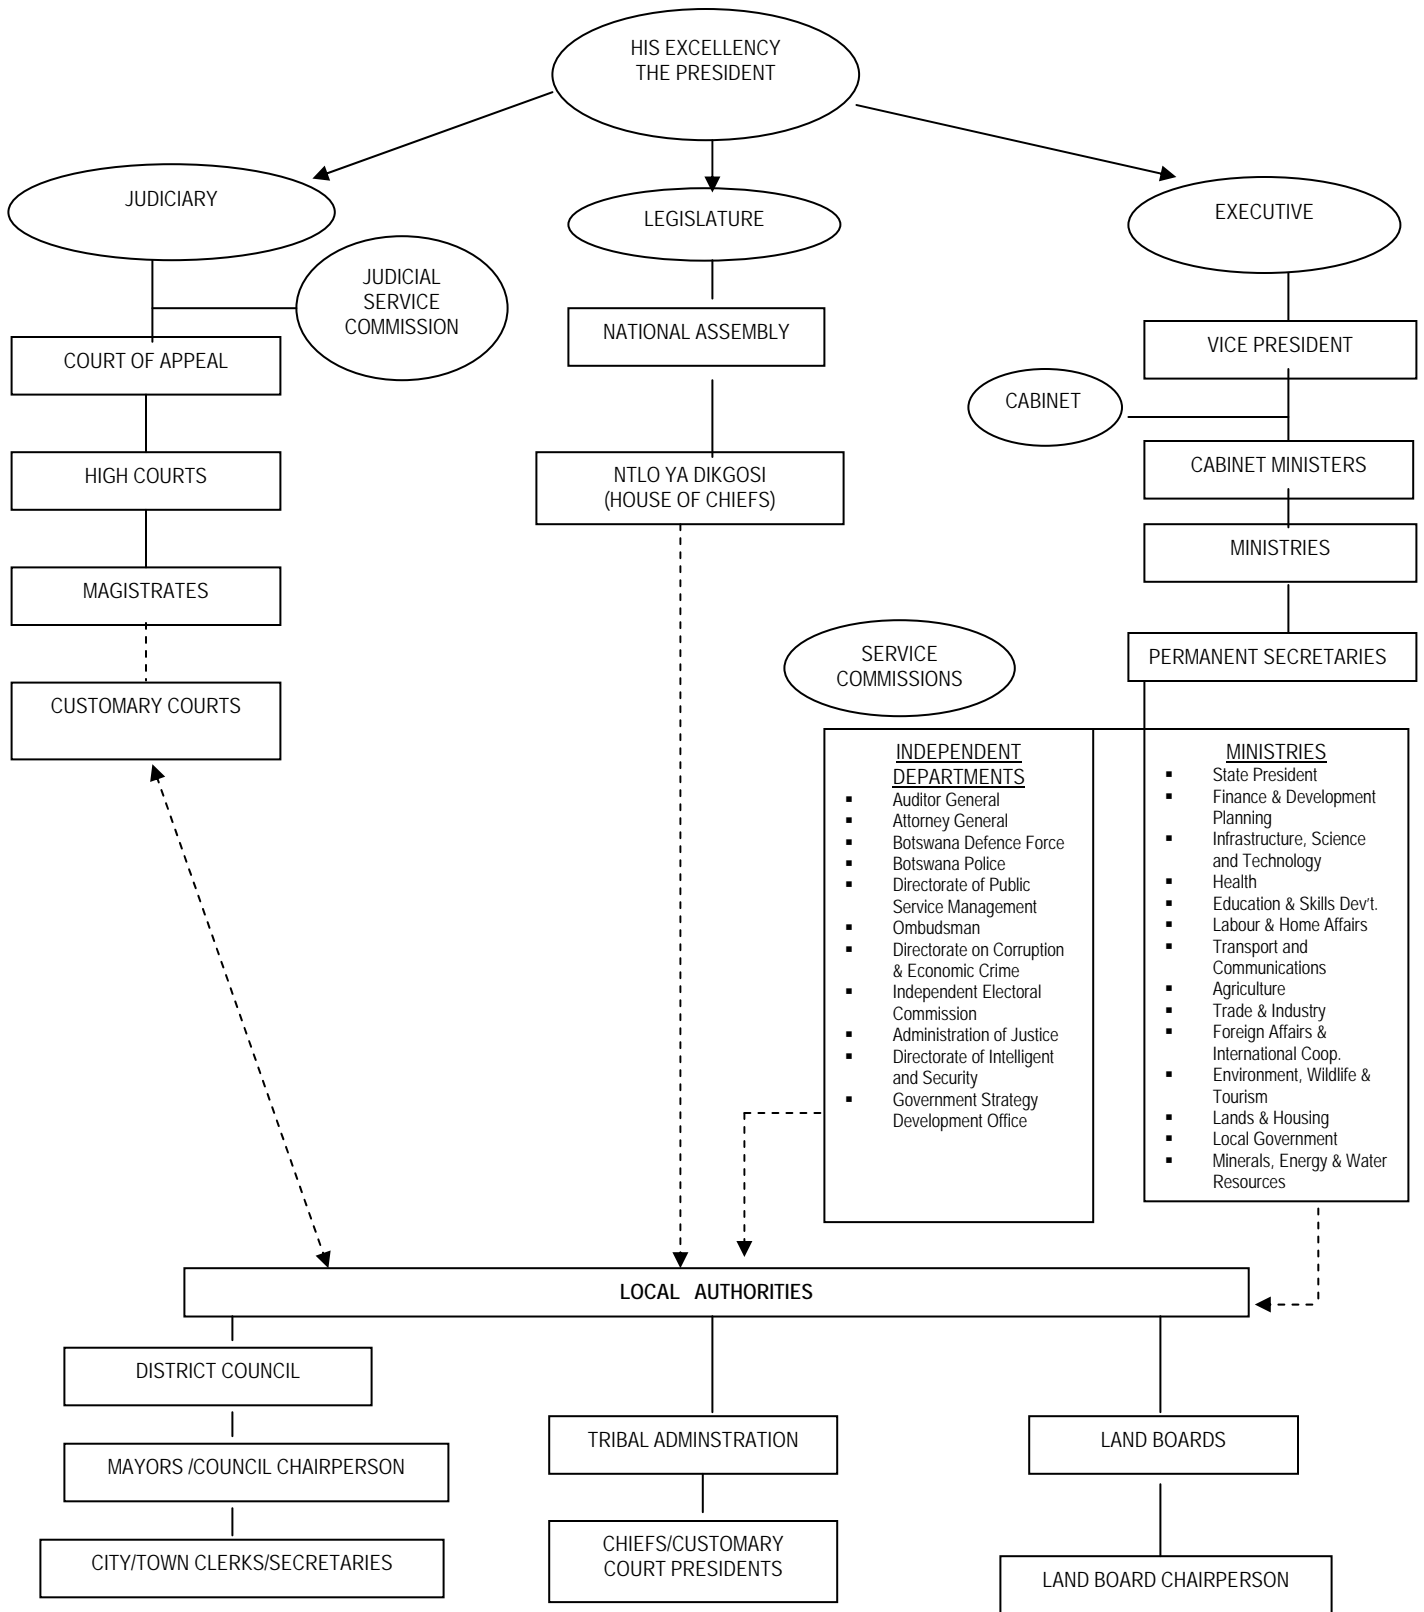 HIS EXCELLENCY
THE PRESIDENT
JUDICIARY
LEGISLATURE
EXECUTIVE
JUDICIAL
SERVICE
COMMISSION
COURT OF APPEAL
HIGH COURTS
MAGISTRATES
CUSTOMARY COURTS
NATIONAL ASSEMBLY
NTLO YA DIKGOSI
(HOUSE OF CHIEFS)
VICE PRESIDENT
CABINET
CABINET MINISTERS
MINISTRIES
PERMANENT SECRETARIES
SERVICE
COMMISSIONS
INDEPENDENT
DEPARTMENTS
▪ Auditor General
▪ Attorney General
▪ Botswana Defence Force
▪ Botswana Police
▪ Directorate of Public
Service Management
▪ Ombudsman
▪ Directorate on Corruption
& Economic Crime
▪ Independent Electoral
Commission
▪ Administration of Justice
▪ Directorate of Intelligent
and Security
▪ Government Strategy
Development Office
MINISTRIES
▪ State President
▪ Finance & Development
Planning
▪ Infrastructure, Science
and Technology
▪ Health
▪ Education & Skills Dev't.
▪ Labour & Home Affairs
▪ Transport and
Communications
▪ Agriculture
▪ Trade & Industry
▪ Foreign Affairs &
International Coop.
▪ Environment, Wildlife &
Tourism
▪ Lands & Housing
▪ Local Government
▪ Minerals, Energy & Water
Resources
LOCAL AUTHORITIES
DISTRICT COUNCIL
MAYORS /COUNCIL CHAIRPERSON
CITY/TOWN CLERKS/SECRETARIES
TRIBAL ADMINSTRATION
CHIEFS/CUSTOMARY
COURT PRESIDENTS
LAND BOARDS
LAND BOARD CHAIRPERSON